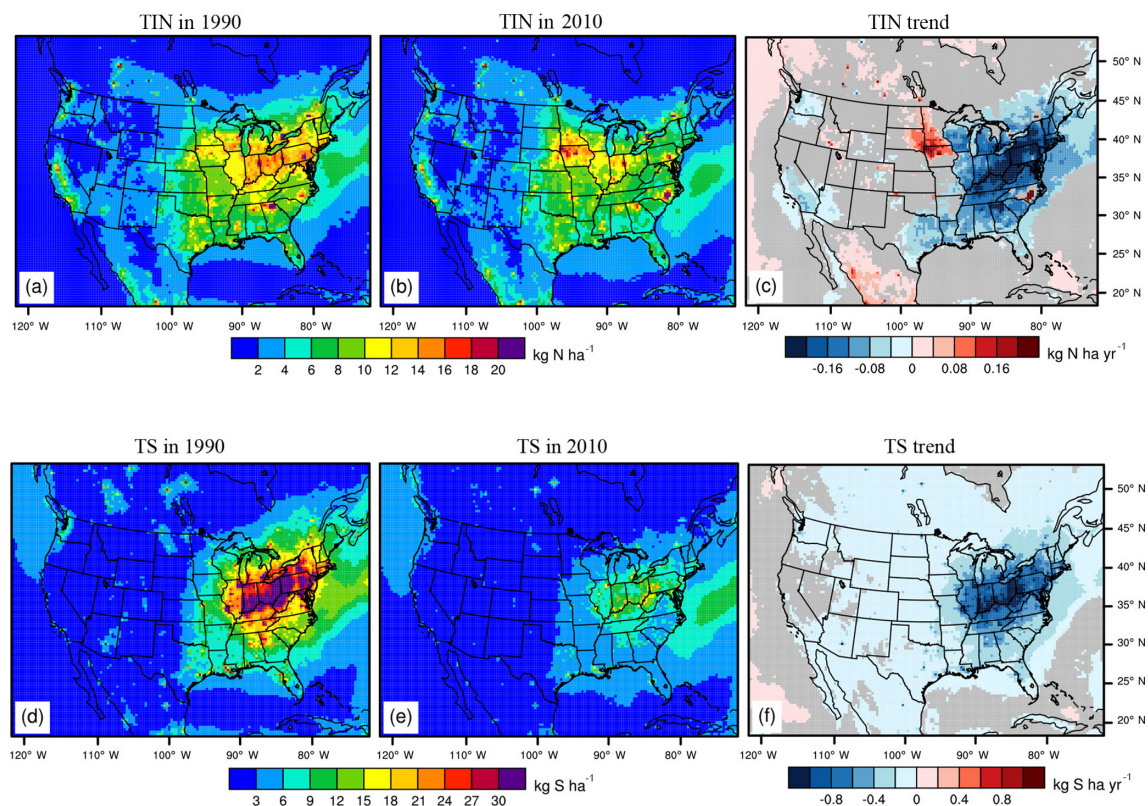 TIN in 1990 TIN in 2010 TIN trend
50° N
45° N
40° N
35° N
30° N
25° N
20° N
(a) (b) (c)
120° W 110° W 100° W 90° W 80° W 120° W 110° W 100° W 90° W 80° W 120° W 110° W 100° W 90° W 80° W
kg N ha⁻¹ kg N ha yr⁻¹
2 4 6 8 10 12 14 16 18 20 -0.16 -0.08 0 0.08 0.16
TS in 1990 TS in 2010 TS trend
50° N
45° N
40° N
35° N
30° N
25° N
20° N
(d) (e) (f)
120° W 110° W 100° W 90° W 80° W 120° W 110° W 100° W 90° W 80° W 120° W 110° W 100° W 90° W 80° W
kg S ha⁻¹ kg S ha yr⁻¹
3 6 9 12 15 18 21 24 27 30 -0.8 -0.4 0 0.4 0.8